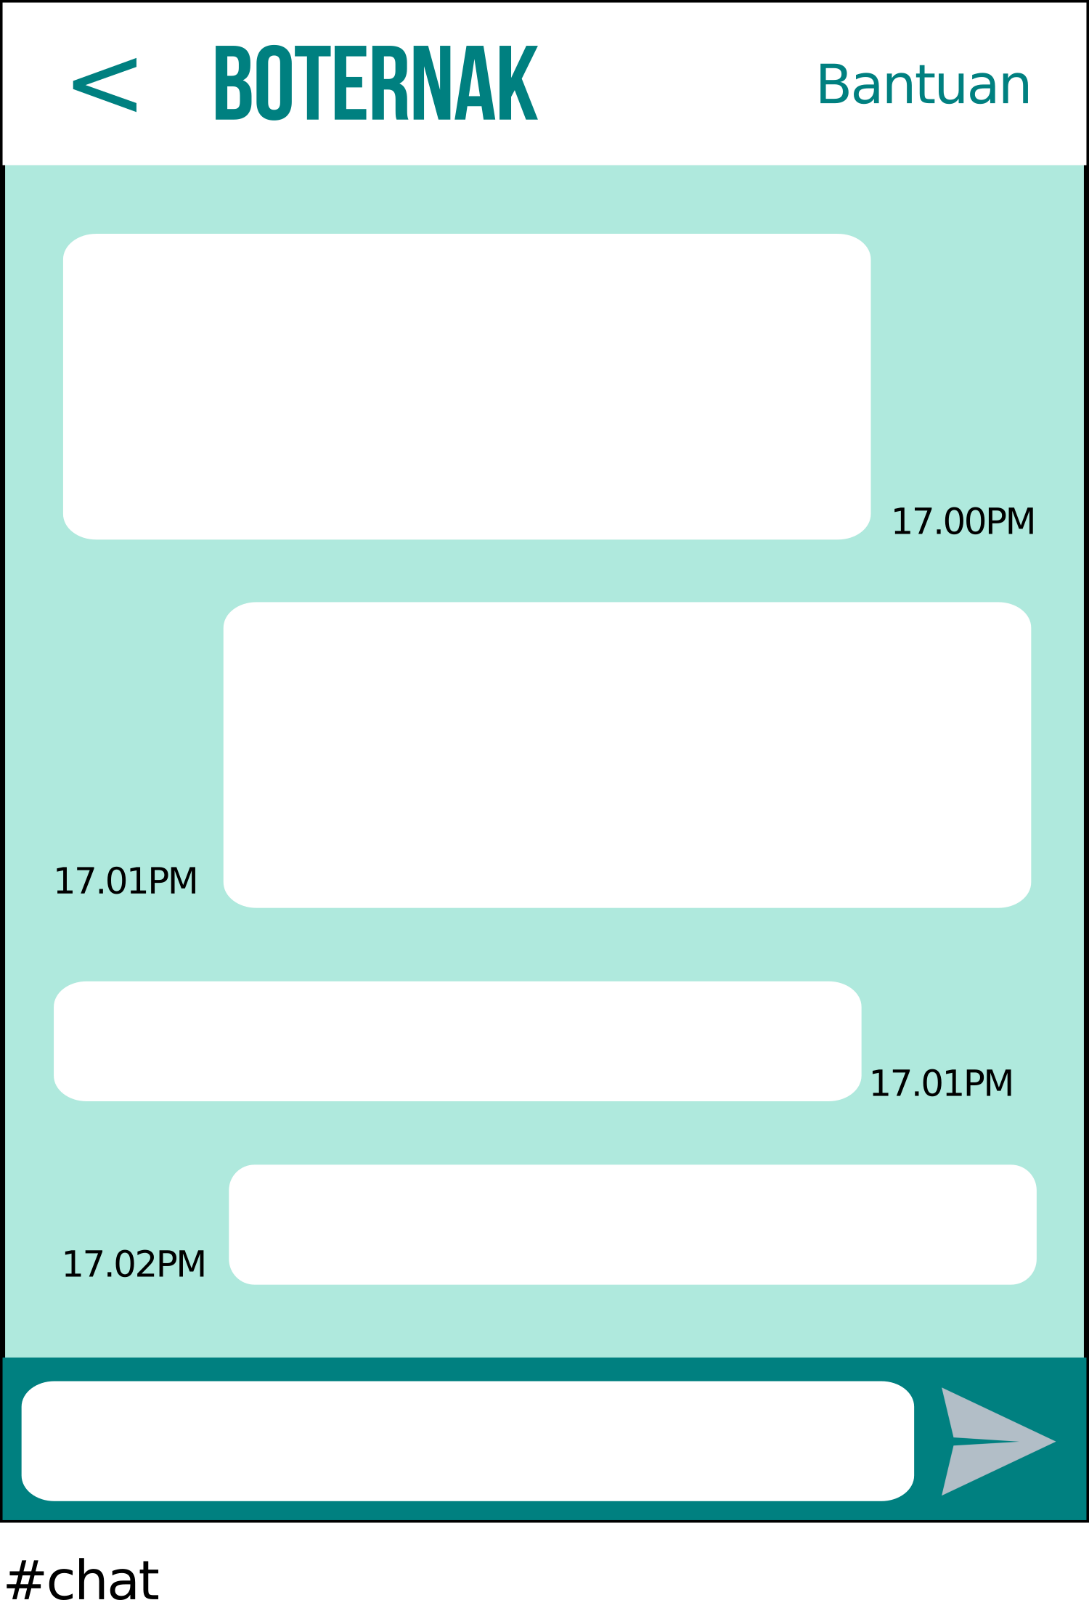 < BOTERNAK Bantuan
17.00PM
17.01PM
17.01PM
17.02PM
#chat